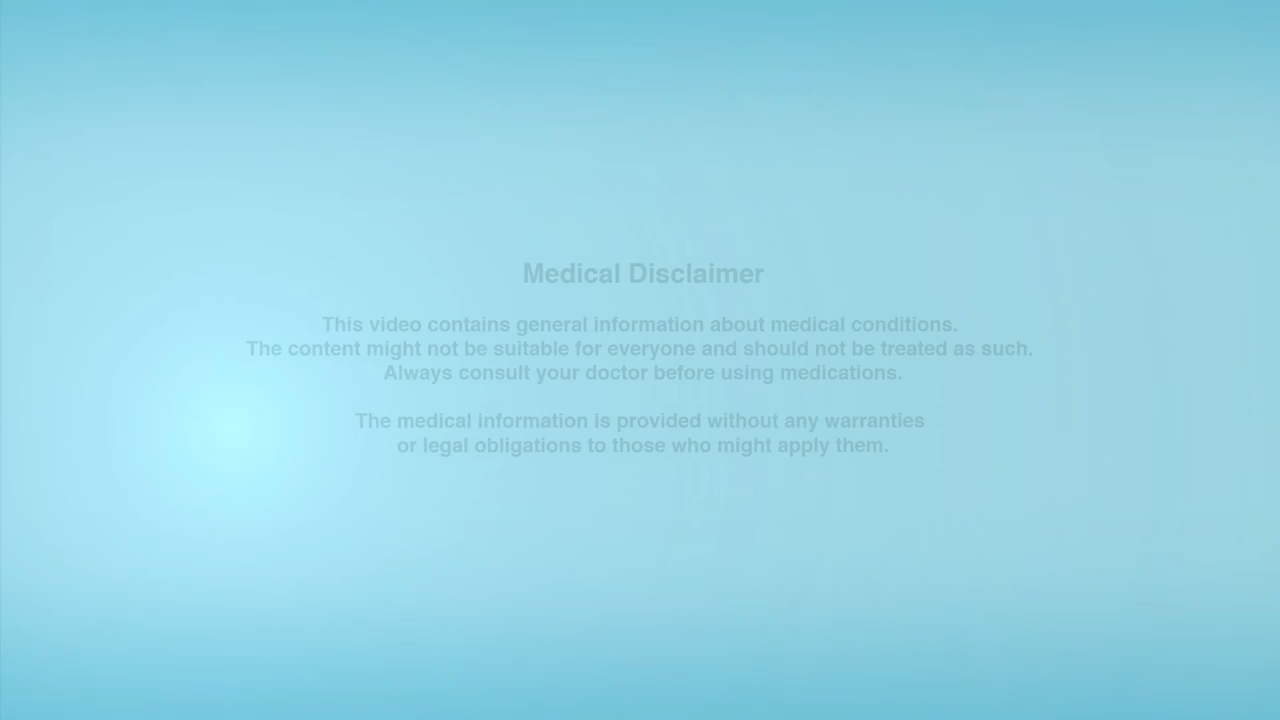 Medical Disclaimer
This video contains general information about medical conditions.
The content might not be suitable for everyone and should not be treated as such.
Always consult your doctor before using medications.
The medical information is provided without any warranties
or legal obligations to those who might apply them.